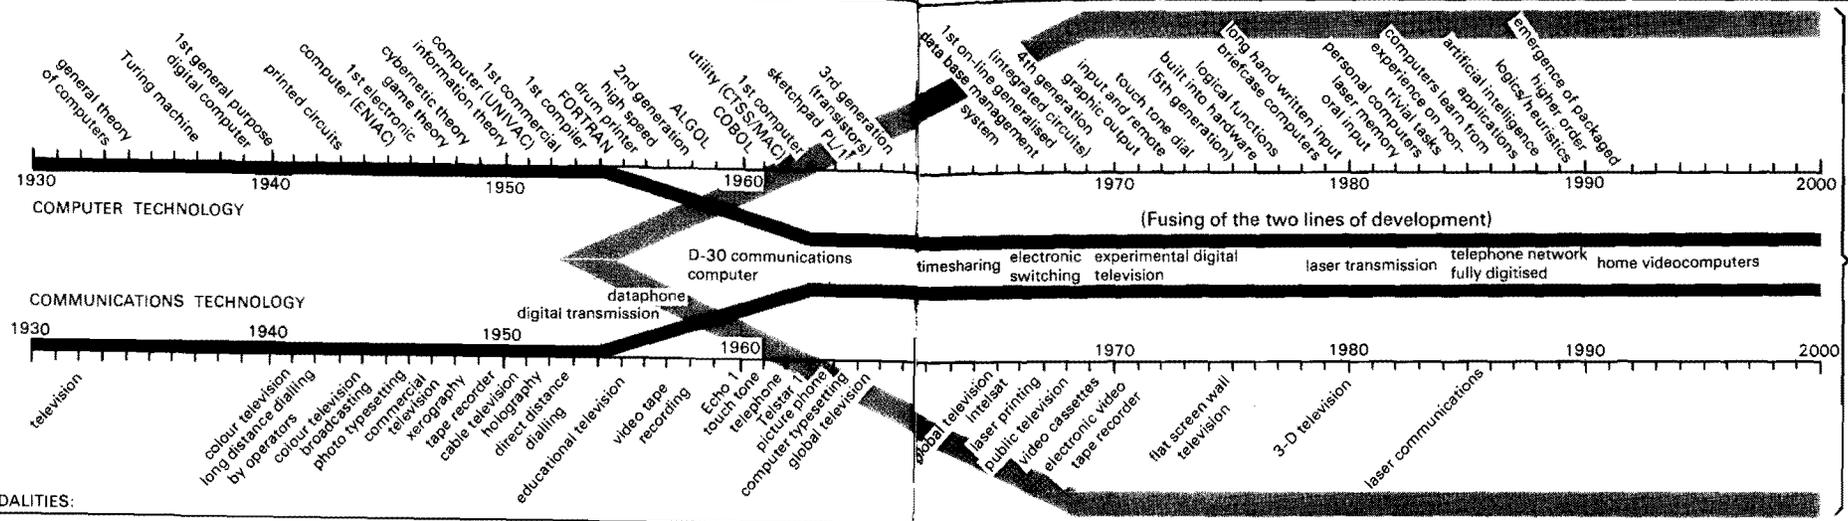 general theory
of computers
Turing machine
1st general purpose
digital computer
printed circuits
computer (ENIAC)
1st electronic
game theory
cybernetic theory
information theory
computer (UNIVAC)
1st commercial
1st compiler
FORTRAN
drum printer
high speed
2nd generation
ALGOL
COBOL
utility (CTSS/MAC)
1st computer
sketchpad PL/1
(transistors)
3rd generation
1st on-line generalised
data base management
system
(integrated circuits)
4th generation
graphic output
input and remote
touch tone dial
(5th generation)
built into hardware
logical functions
briefcase computers
long hand written input
oral input
laser memory
personal computers
trivial tasks
experience on non-
computers learn from
applications
artificial intelligence
logics/heuristics
higher order
emergence of packaged
1930
1940
1950
1960
1970
1980
1990
2000
COMPUTER TECHNOLOGY
(Fusing of the two lines of development)
D-30 communications
computer
timesharing
electronic
switching
experimental digital
television
laser transmission
telephone network
fully digitised
home videocomputers
dataphone
digital transmission
COMMUNICATIONS TECHNOLOGY
1930
1940
1950
1960
1970
1980
1990
2000
television
colour television
long distance dialling
by operators
colour television
broadcasting
photo typesetting
commercial
television
xerography
tape recorder
cable television
holography
direct distance
dialling
educational television
video tape
recording
Echo 1
touch tone
telephone
Telstar 1
picture phone
computer typesetting
global television
global television
Intelsat
laser printing
public television
video cassettes
electronic video
tape recorder
flat screen wall
television
3-D television
laser communications
DALITIES: